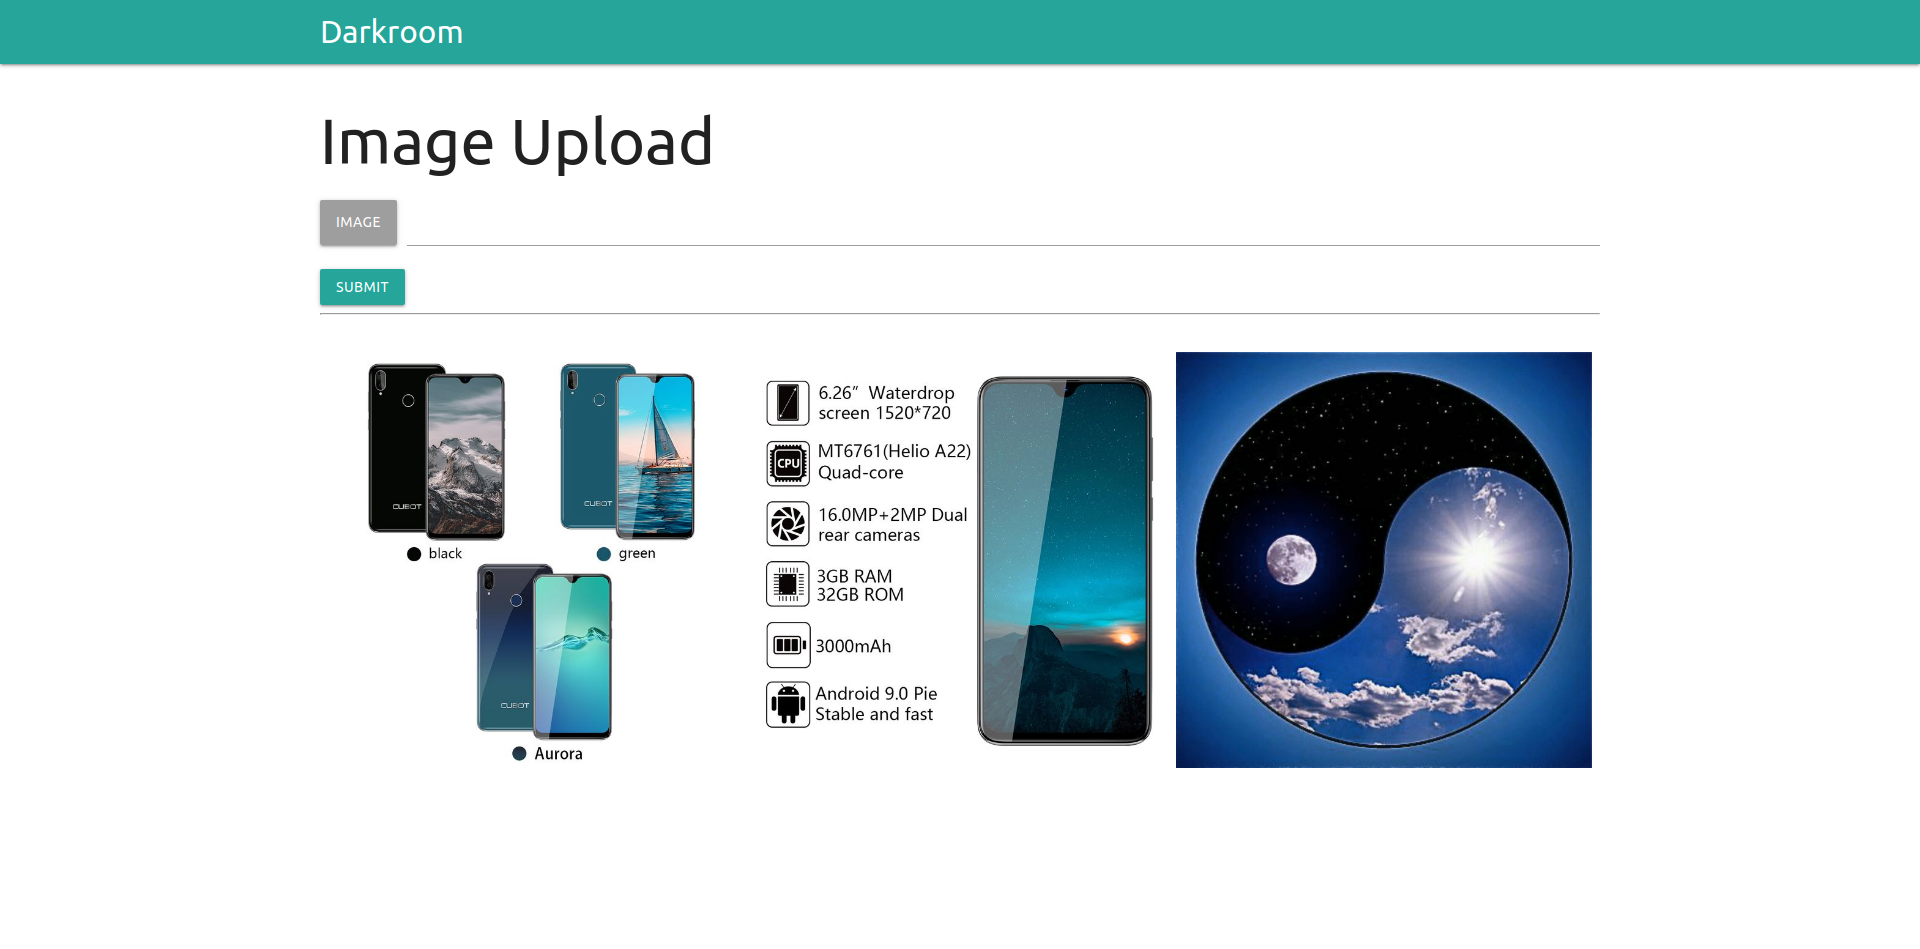 Darkroom
Image Upload
IMAGE
SUBMIT
CUBOT
black
CUBOT
green
CUBOT
Aurora
6.26” Waterdrop
screen 1520*720
CPU
MT6761(Helio A22)
Quad-core
16.0MP+2MP Dual
rear cameras
3GB RAM
32GB ROM
3000mAh
Android 9.0 Pie
Stable and fast